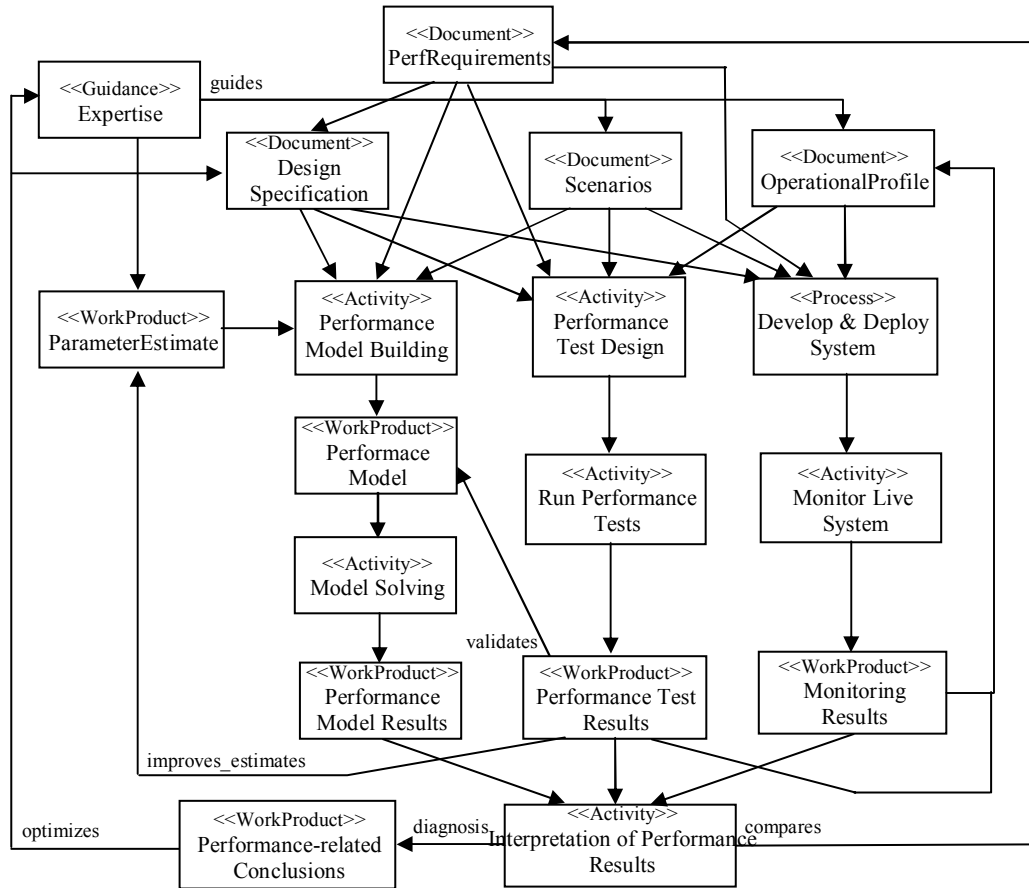 <<Document>>
PerfRequirements
<<Guidance>>
Expertise
guides
<<Document>>
Design
Specification
<<Document>>
Scenarios
<<Document>>
OperationalProfile
<<WorkProduct>>
ParameterEstimate
<<Activity>>
Performance
Model Building
<<Activity>>
Performance
Test Design
<<Process>>
Develop & Deploy
System
<<WorkProduct>>
Performace
Model
<<Activity>>
Run Performance
Tests
<<Activity>>
Monitor Live
System
<<Activity>>
Model Solving
validates
<<WorkProduct>>
Performance
Model Results
<<WorkProduct>>
Performance Test
Results
<<WorkProduct>>
Monitoring
Results
improves_estimates
optimizes
<<WorkProduct>>
Performance-related
Conclusions
diagnosis
<<Activity>>
Interpretation of Performance
Results
compares